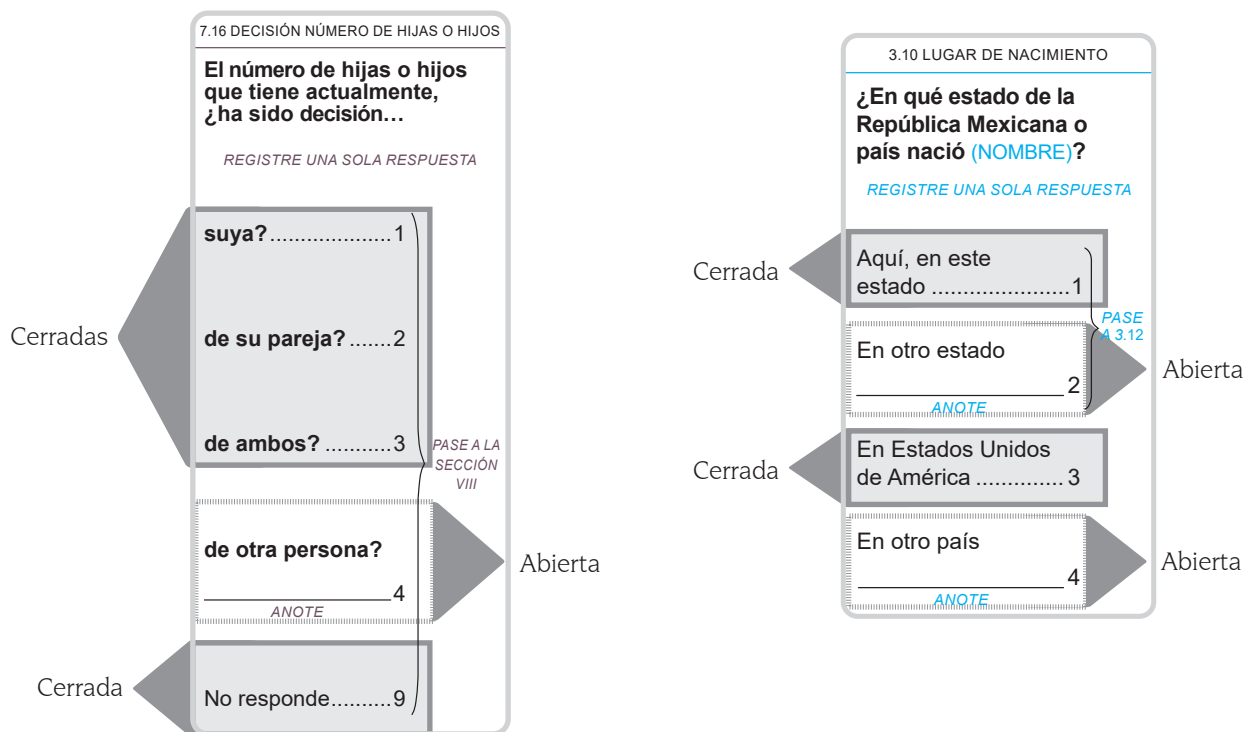 7.16 DECISIÓN NÚMERO DE HIJAS O HIJOS
El número de hijas o hijos
que tiene actualmente,
¿ha sido decisión…
REGISTRE UNA SOLA RESPUESTA
Cerradas
suya?....................1
de su pareja?.......2
de ambos? ...........3
PASE A LA
SECCIÓN
VIII
de otra persona?
____________________4
ANOTE
Abierta
Cerrada
No responde..........9
3.10 LUGAR DE NACIMIENTO
¿En qué estado de la
República Mexicana o
país nació (NOMBRE)?
REGISTRE UNA SOLA RESPUESTA
Cerrada
Aquí, en este
estado ......................1
PASE
A 3.12
En otro estado
____________________2
ANOTE
Abierta
Cerrada
En Estados Unidos
de América .............. 3
En otro país
____________________4
ANOTE
Abierta